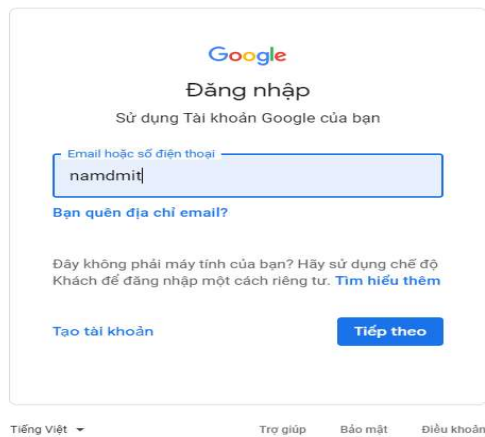 Google
Đăng nhập
Sử dụng Tài khoản Google của bạn
Email hoặc số điện thoại
namdmit
Bạn quên địa chỉ email?
Đây không phải máy tính của bạn? Hãy sử dụng chế độ
Khách để đăng nhập một cách riêng tư. Tìm hiểu thêm
Tạo tài khoản Tiếp theo
Tiếng Việt Trợ giúp Bảo mật Điều khoản